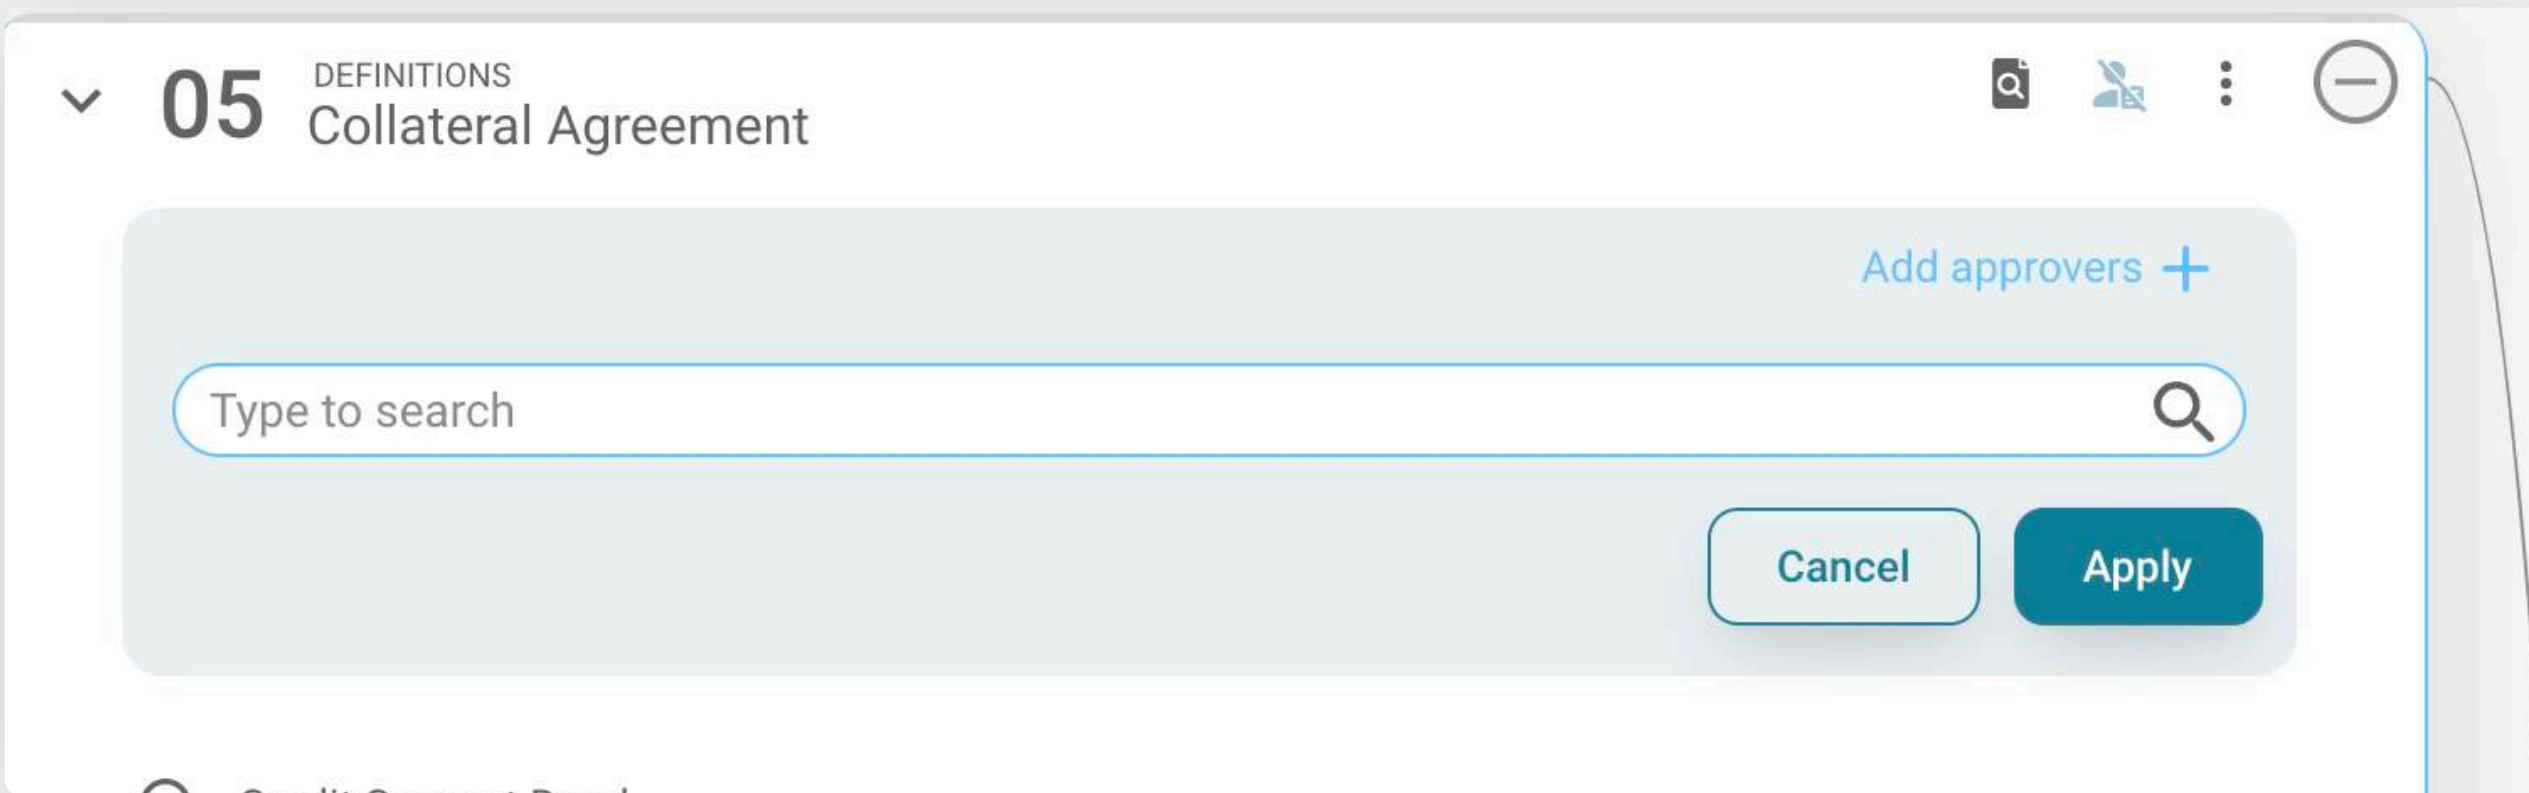 05
DEFINITIONS
Collateral Agreement
Add approvers
Type to search
Cancel
Apply